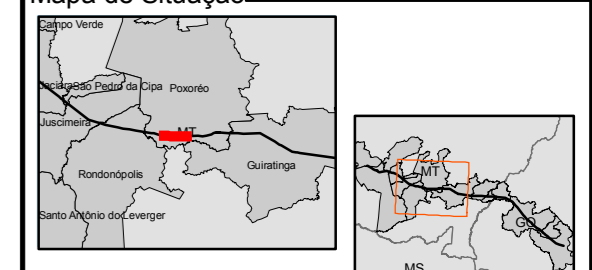 Mapa de Situação
Campo Verde
Jaciara
São Pedro da Cipa
Poxoréo
Juscimeira
MT
Rondonópolis
Guiratinga
Santo Antônio do Leverger
MT
GO
MS